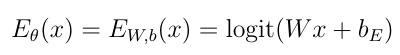 E_θ(x) = E_{W,b}(x) = logit(Wx + b_E)